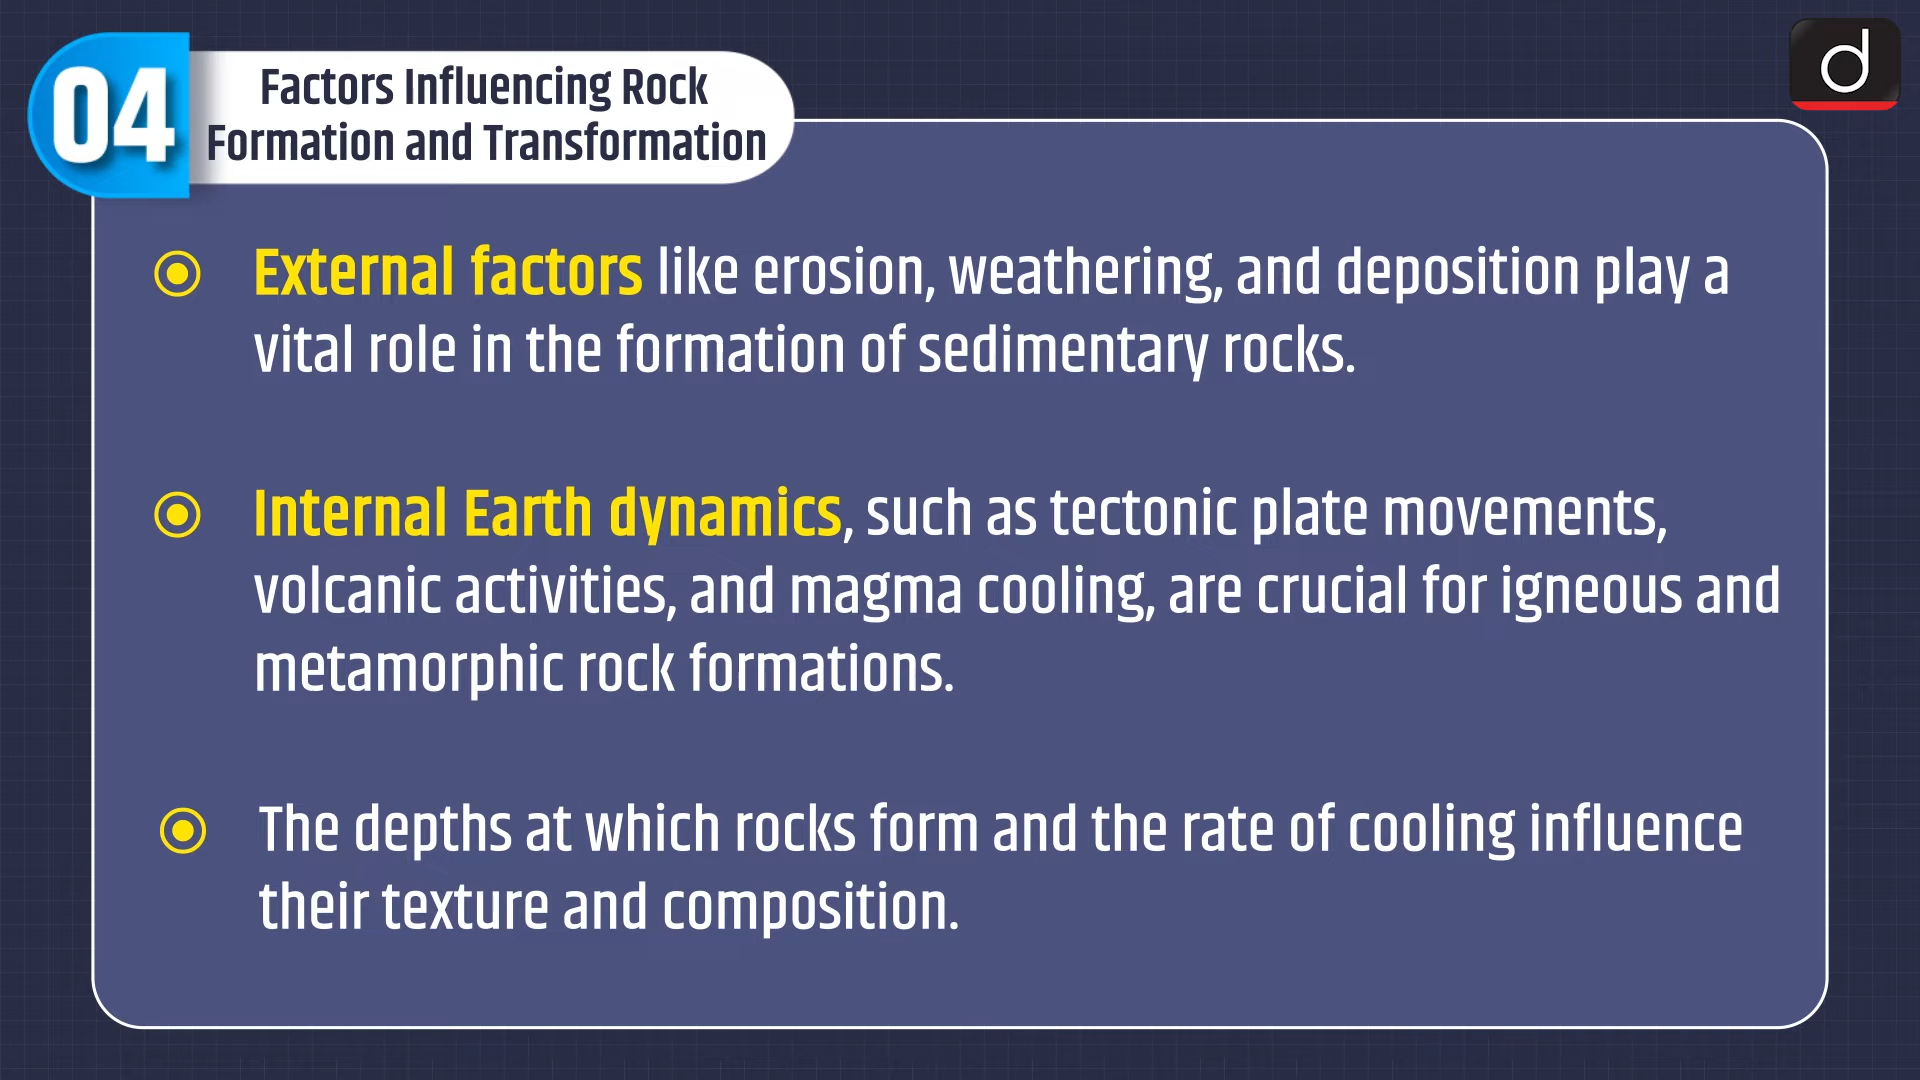 04
Factors Influencing Rock
Formation and Transformation
d
External factors like erosion, weathering, and deposition play a
vital role in the formation of sedimentary rocks.
Internal Earth dynamics, such as tectonic plate movements,
volcanic activities, and magma cooling, are crucial for igneous and
metamorphic rock formations.
The depths at which rocks form and the rate of cooling influence
their texture and composition.